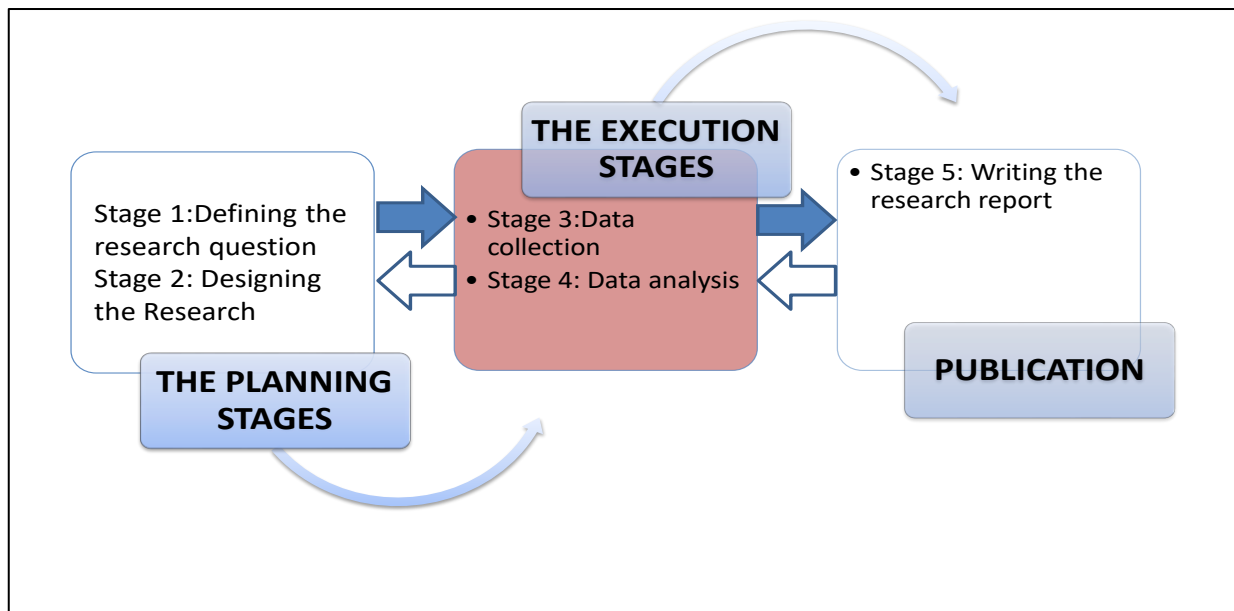 Stage 1:Defining the
research question
Stage 2: Designing
the Research
THE PLANNING
STAGES
THE EXECUTION
STAGES
• Stage 3:Data
collection
• Stage 4: Data analysis
• Stage 5: Writing the
research report
PUBLICATION